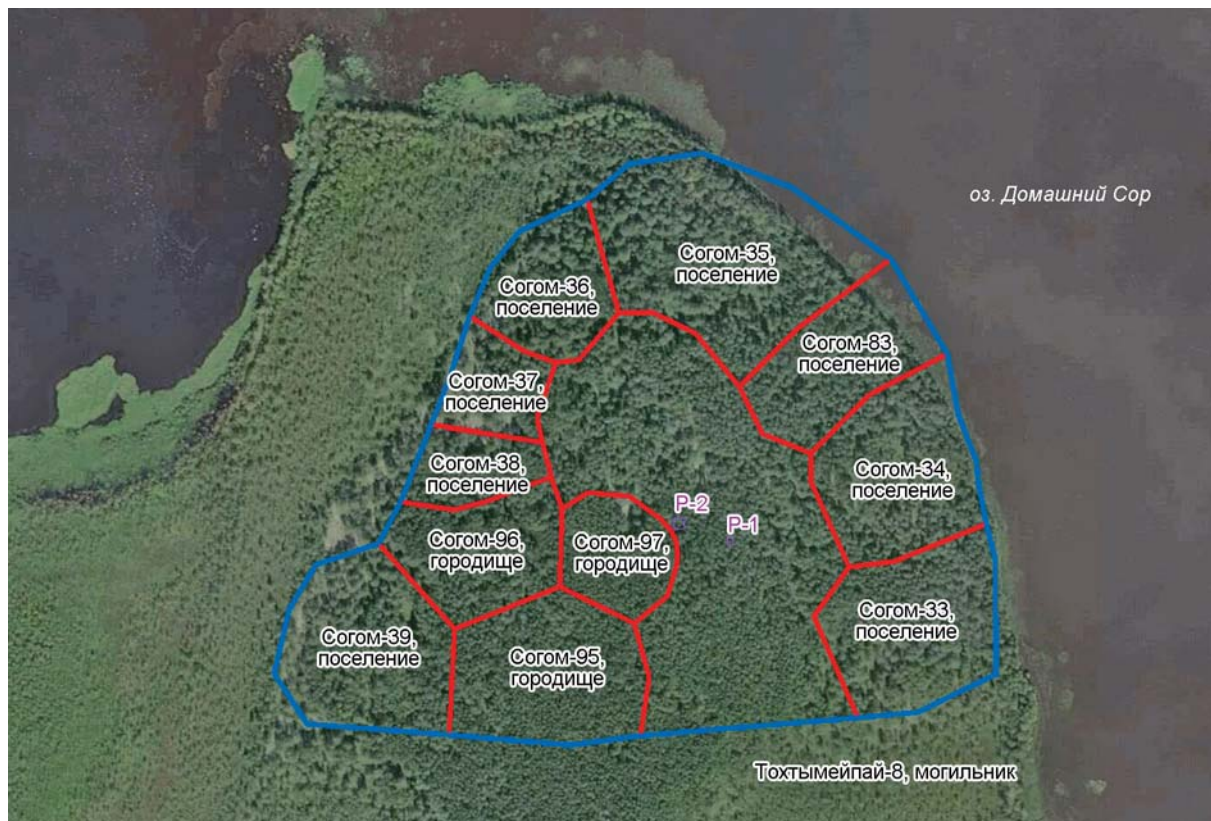 оз. Домашний Сор
Согом-35,
поселение
Согом-36,
поселение
Согом-83,
поселение
Согом-37,
поселение
Согом-38,
поселение
Согом-34,
поселение
Р-2
Р-1
Согом-96,
городище
Согом-97,
городище
Согом-33,
поселение
Согом-39,
поселение
Согом-95,
городище
Тохтымейпай-8, могильник